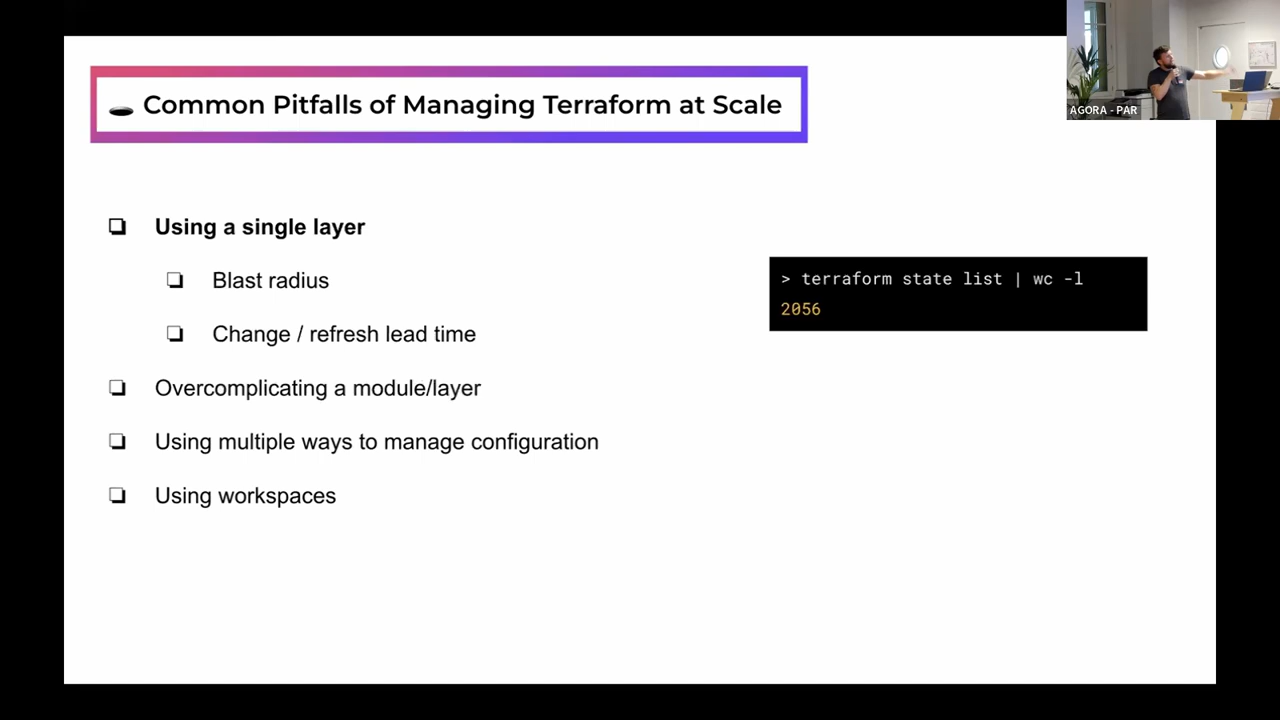 Common Pitfalls of Managing Terraform at Scale
AGORA - PAR
Using a single layer
Blast radius
Change / refresh lead time
Overcomplicating a module/layer
Using multiple ways to manage configuration
Using workspaces
> terraform state list | wc -l
2056